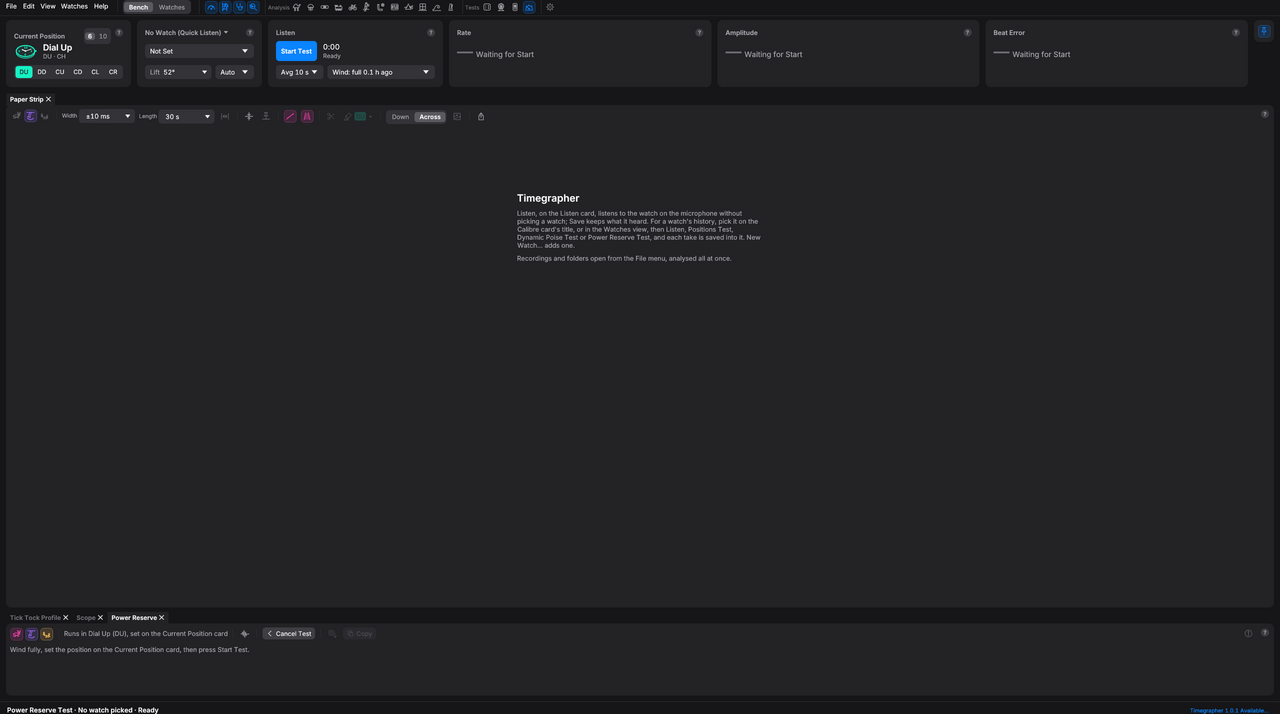 File Edit View Watches Help Bench Watches Analysis Tests
Current Position 6 10 ?
Dial Up
DU · CH
DU DD CU CD CL CR
No Watch (Quick Listen) ?
Not Set
Lift 52° Auto
Listen ?
Start Test 0:00
Ready
Avg 10 s Wind: full 0.1 h ago
Rate ?
Waiting for Start
Amplitude ?
Waiting for Start
Beat Error ?
Waiting for Start
Paper Strip
Width ±10 ms Length 30 s Down Across ?
Timegrapher
Listen, on the Listen card, listens to the watch on the microphone without
picking a watch; Save keeps what it heard. For a watch's history, pick it on the
Calibre card's title, or in the Watches view, then Listen, Positions Test,
Dynamic Poise Test or Power Reserve Test, and each take is saved into it. New
Watch... adds one.
Recordings and folders open from the File menu, analysed all at once.
Tick Tock Profile Scope Power Reserve
Runs in Dial Up (DU), set on the Current Position card Cancel Test Copy ?
Wind fully, set the position on the Current Position card, then press Start Test.
Power Reserve Test · No watch picked · Ready
Timegrapher 1.0.1 Available...